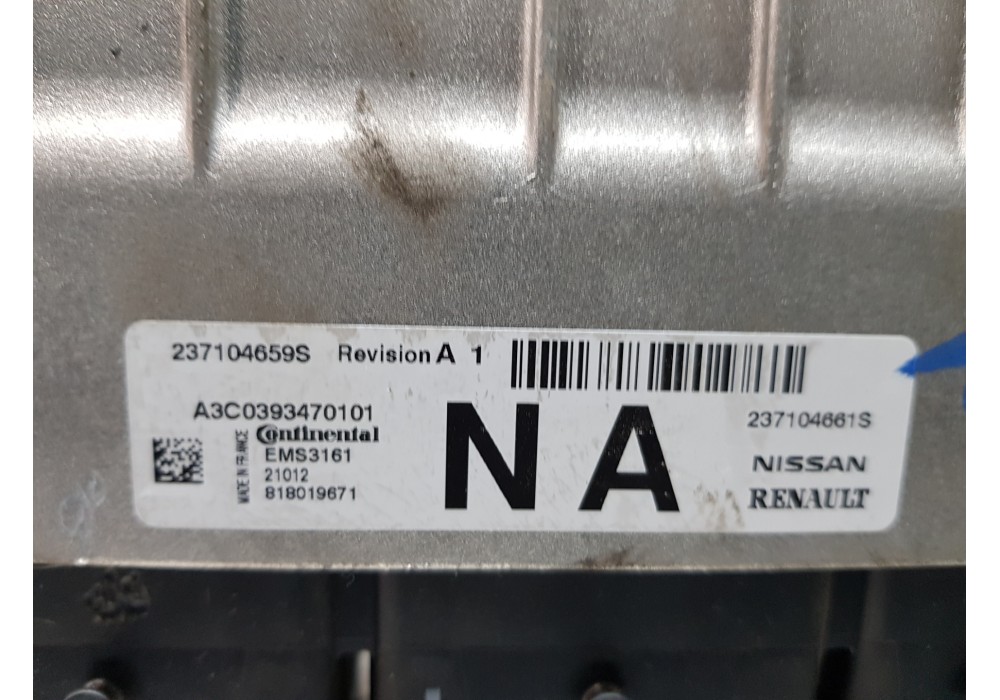 237104659S Revision A 1
A3C0393470101
Continental
EMS3161
21012
818019671
MADE IN FRANCE
NA
237104661S
NISSAN
RENAULT